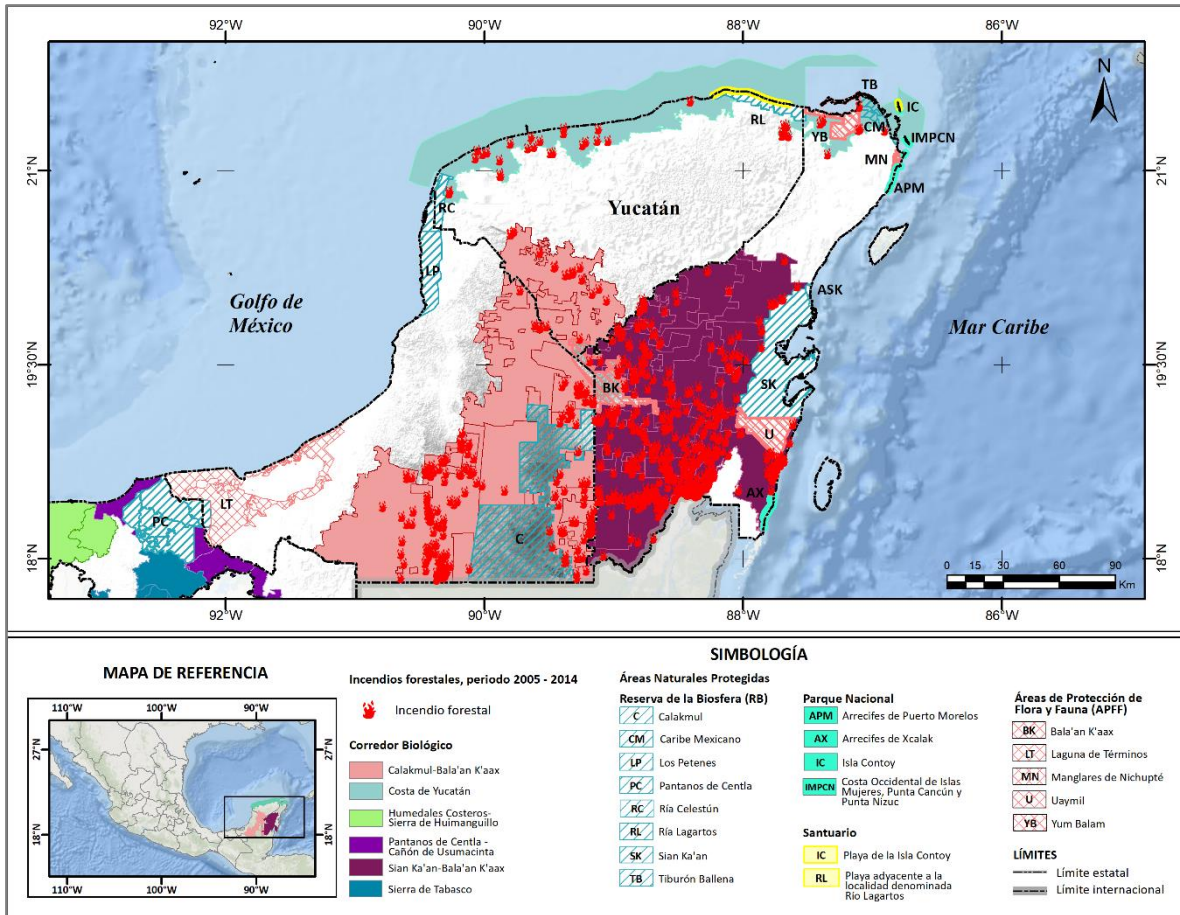 92°W
90°W
88°W
86°W
N
TB
IC
RL
YB
CM
IMPCN
MN
21°N
21°N
APM
RC
Yucatán
LP
ASK
Golfo de
México
Mar Caribe
19°30'N
19°30'N
BK
SK
U
LT
AX
PC
C
18°N
18°N
0 15 30 60 90
Km
92°W
90°W
88°W
86°W
MAPA DE REFERENCIA
110°W
100°W
90°W
27°N
27°N
18°N
18°N
110°W
100°W
90°W
SIMBOLOGÍA
Incendios forestales, periodo 2005 - 2014
Incendio forestal
Corredor Biológico
Calakmul-Bala'an K'aax
Costa de Yucatán
Humedales Costeros-
Sierra de Huimanguillo
Pantanos de Centla -
Cañón de Usumacinta
Sian Ka'an-Bala'an K'aax
Sierra de Tabasco
Áreas Naturales Protegidas
Reserva de la Biosfera (RB)
C Calakmul
CM Caribe Mexicano
LP Los Petenes
PC Pantanos de Centla
RC Ría Celestún
RL Ría Lagartos
SK Sian Ka'an
TB Tiburón Ballena
Parque Nacional
APM Arrecifes de Puerto Morelos
AX Arrecifes de Xcalak
IC Isla Contoy
IMPCN Costa Occidental de Islas
Mujeres, Punta Cancún y
Punta Nizuc
Santuario
IC Playa de la Isla Contoy
RL Playa adyacente a la
localidad denominada
Río Lagartos
Áreas de Protección de
Flora y Fauna (APFF)
BK Bala'an K'aax
LT Laguna de Términos
MN Manglares de Nichupté
U Uaymil
YB Yum Balam
LÍMITES
Límite estatal
Límite internacional